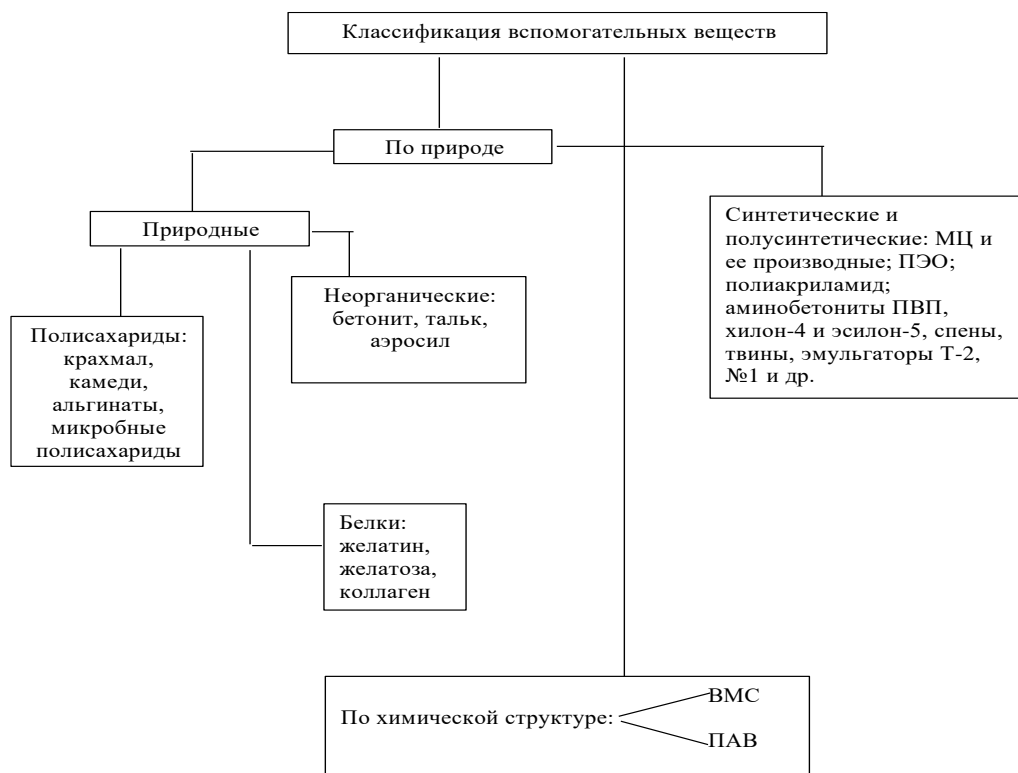 Классификация вспомогательных веществ
По природе
Природные
Полисахариды:
крахмал,
камеди,
альгинаты,
микробные
полисахариды
Неорганические:
бетонит, тальк,
аэросил
Белки:
желатин,
желатоза,
коллаген
Синтетические и
полусинтетические: МЦ и
ее производные; ПЭО;
полиакриламид;
аминобетониты ПВП,
хилон-4 и эсилон-5, спены,
твины, эмульгаторы Т-2,
№1 и др.
По химической структуре:
ВМС
ПАВ